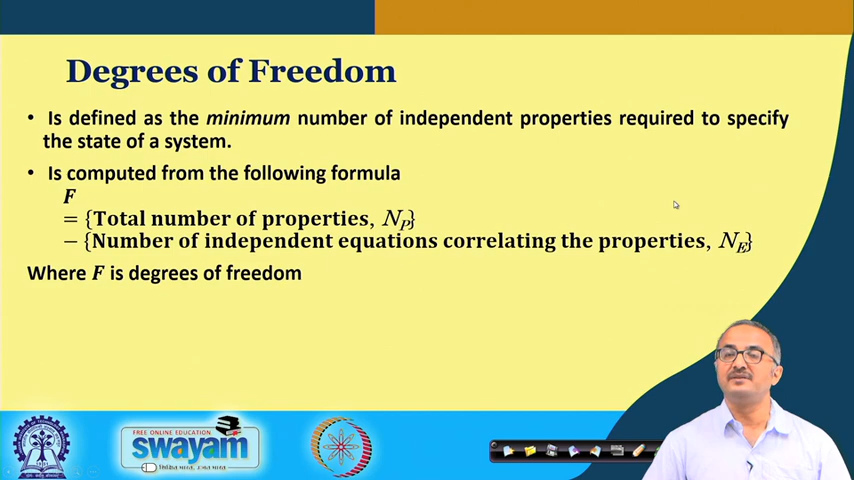 Degrees of Freedom
• Is defined as the minimum number of independent properties required to specify
the state of a system.
• Is computed from the following formula
F
= {Total number of properties, N_P}
− {Number of independent equations correlating the properties, N_E}
Where F is degrees of freedom
FREE ONLINE EDUCATION
swayam